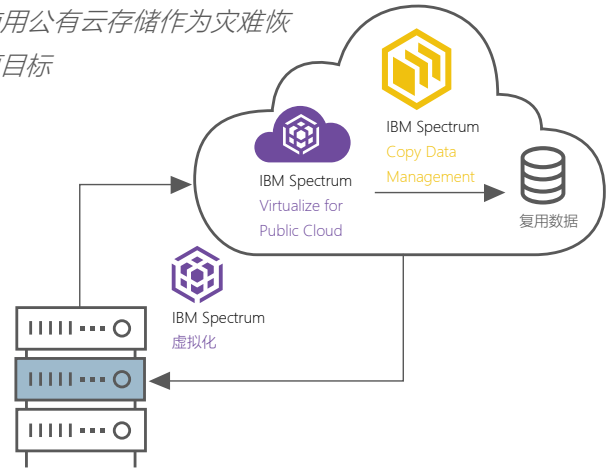 用公有云存储作为灾难恢
目标
IBM Spectrum
Copy Data
Management
IBM Spectrum
Virtualize for
Public Cloud
复用数据
IBM Spectrum
虚拟化